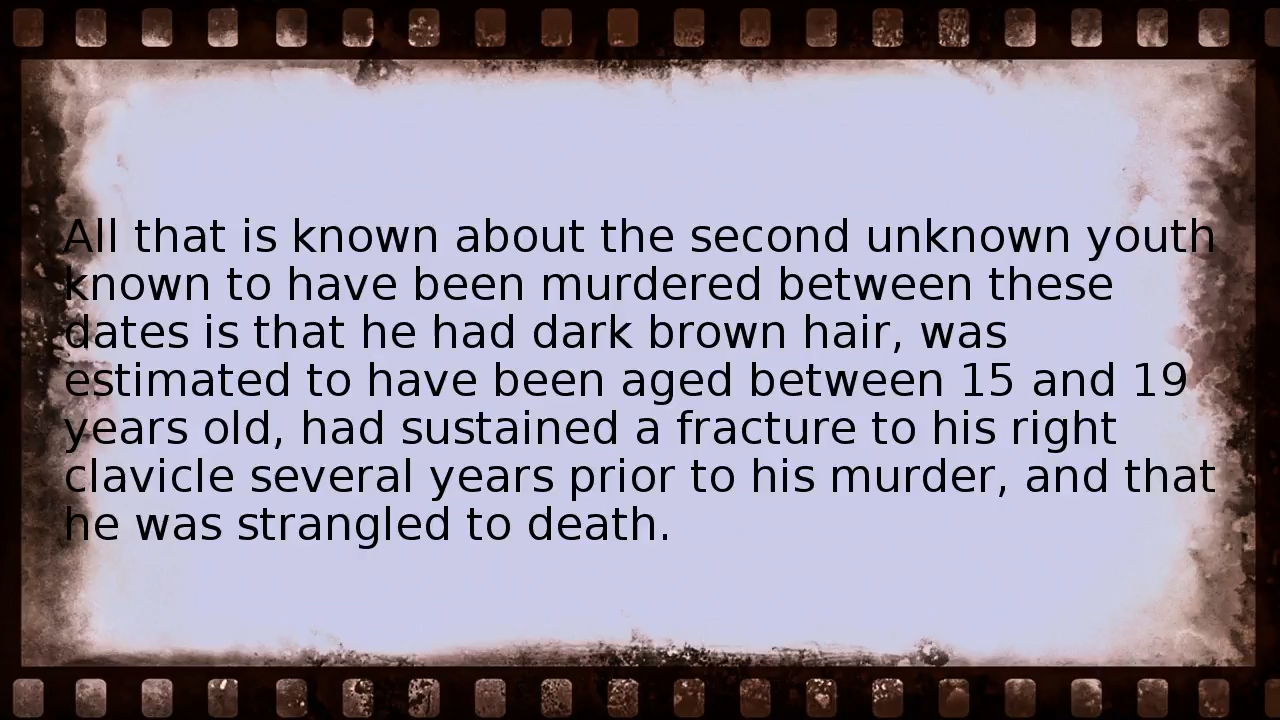 All that is known about the second unknown youth
known to have been murdered between these
dates is that he had dark brown hair, was
estimated to have been aged between 15 and 19
years old, had sustained a fracture to his right
clavicle several years prior to his murder, and that
he was strangled to death.